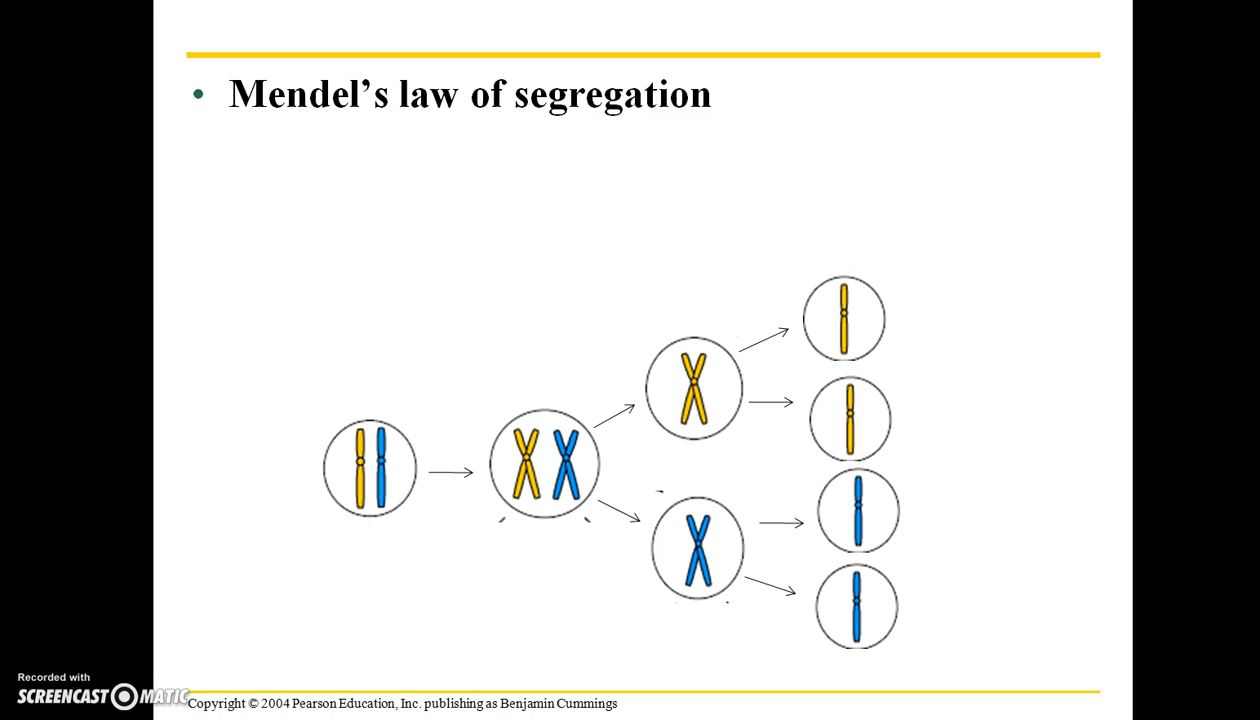 • Mendel’s law of segregation
Recorded with
SCREENCAST MATIC
Copyright © 2004 Pearson Education, Inc. publishing as Benjamin Cummings